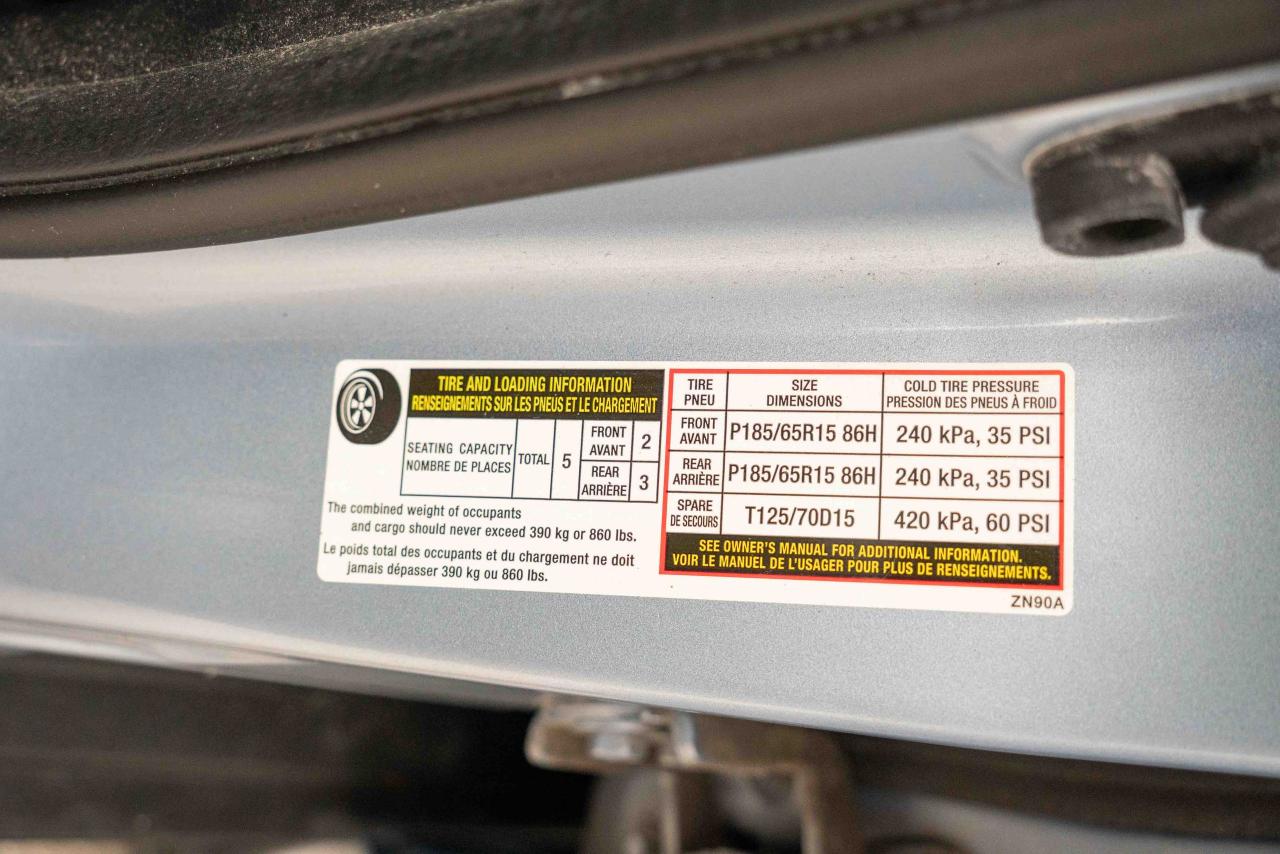 TIRE AND LOADING INFORMATION
RENSEIGNEMENTS SUR LES PNEUS ET LE CHARGEMENT
SEATING CAPACITY
NOMBRE DE PLACES
TOTAL
5
FRONT
AVANT
2
REAR
ARRIÈRE
3
The combined weight of occupants
and cargo should never exceed 390 kg or 860 lbs.
Le poids total des occupants et du chargement ne doit
jamais dépasser 390 kg ou 860 lbs.
TIRE
PNEU
SIZE
DIMENSIONS
COLD TIRE PRESSURE
PRESSION DES PNEUS À FROID
FRONT
AVANT
P185/65R15 86H
240 kPa, 35 PSI
REAR
ARRIÈRE
P185/65R15 86H
240 kPa, 35 PSI
SPARE
DE SECOURS
T125/70D15
420 kPa, 60 PSI
SEE OWNER'S MANUAL FOR ADDITIONAL INFORMATION.
VOIR LE MANUEL DE L'USAGER POUR PLUS DE RENSEIGNEMENTS.
ZN90A